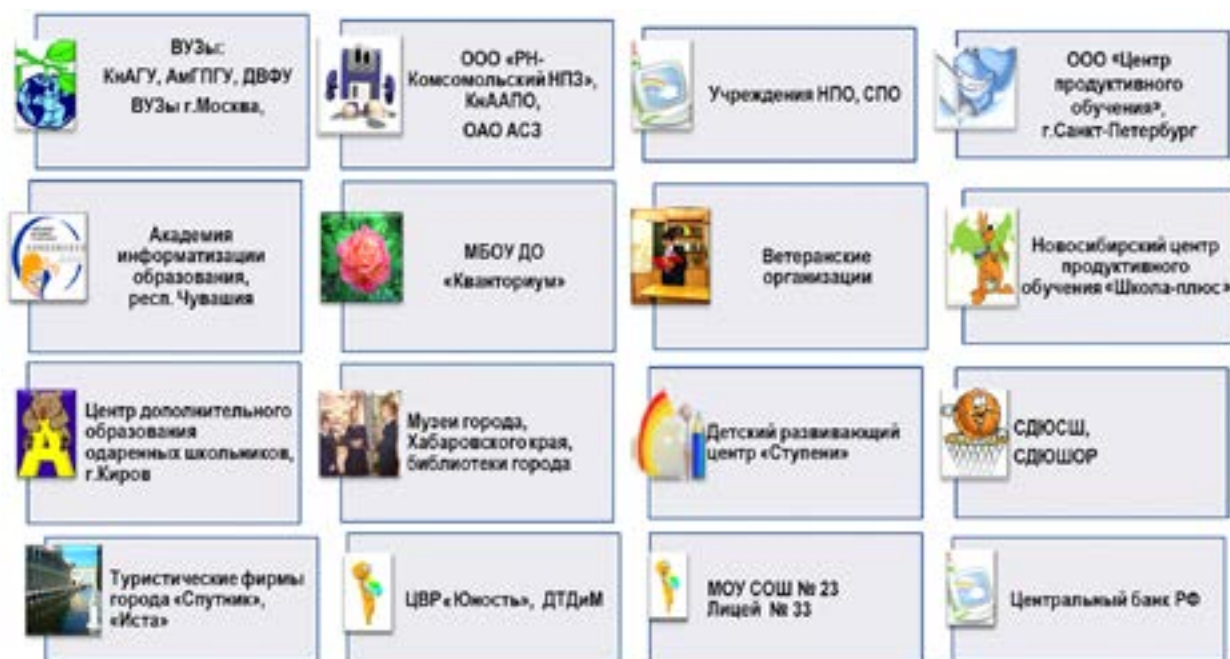 ВУЗы:
КнАГУ, АмГПГУ, ДВФУ
ВУЗы г.Москва,
ООО «РН-
Комсомольский НПЗ»,
КнААПО,
ОАО АСЗ
Учреждения НПО, СПО
ООО "Центр
продуктивного
обучения",
г.Санкт-Петербург
Академия
информатизации
образования,
респ. Чувашия
МБОУ ДО
«Кванториум»
Ветеранские
организации
Новосибирский центр
продуктивного
обучения «Школа-плюс»
Центр дополнительного
образования
одаренных школьников,
г.Киров
А
Музеи города,
Хабаровского края,
библиотеки города
Детский развивающий
центр «Ступени»
СДЮСШ,
СДЮШОР
Туристические фирмы
города «Спутник»,
«Иста»
ЦВР «Юность», ДТДиМ
МОУ СОШ № 23
Лицей № 33
Центральный банк РФ